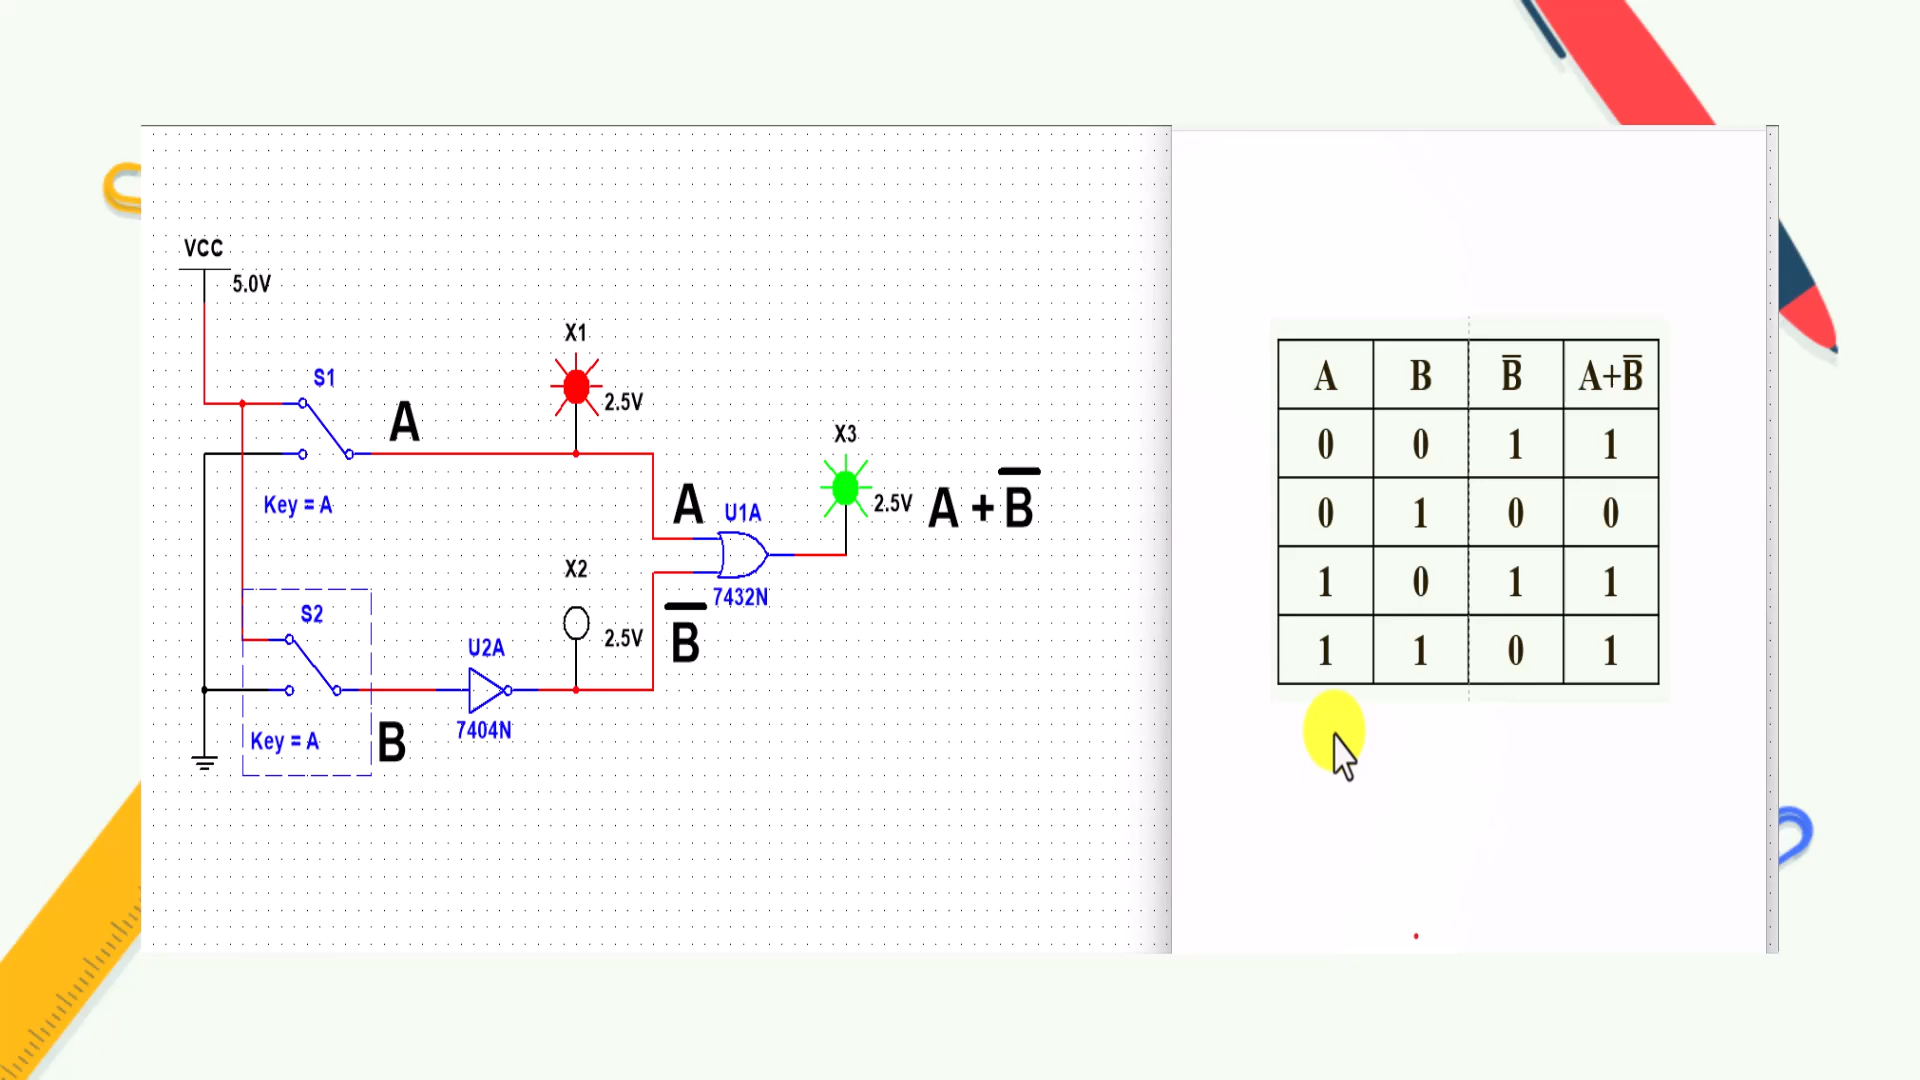 VCC
5.0V
X1
S1
2.5V
A
X3
Key = A
A
U1A
2.5V
A + B̅
X2
7432N
S2
2.5V
B̅
U2A
Key = A
7404N
B
A B B̅ A+B̅
0 0 1 1
0 1 0 0
1 0 1 1
1 1 0 1